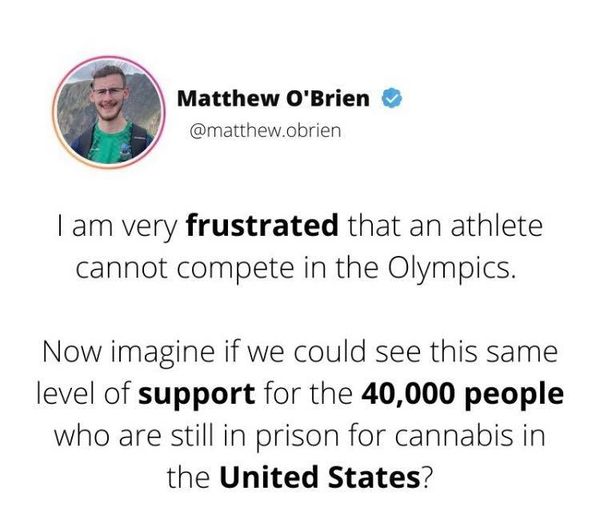 Matthew O'Brien
@matthew.obrien
I am very frustrated that an athlete
cannot compete in the Olympics.
Now imagine if we could see this same
level of support for the 40,000 people
who are still in prison for cannabis in
the United States?